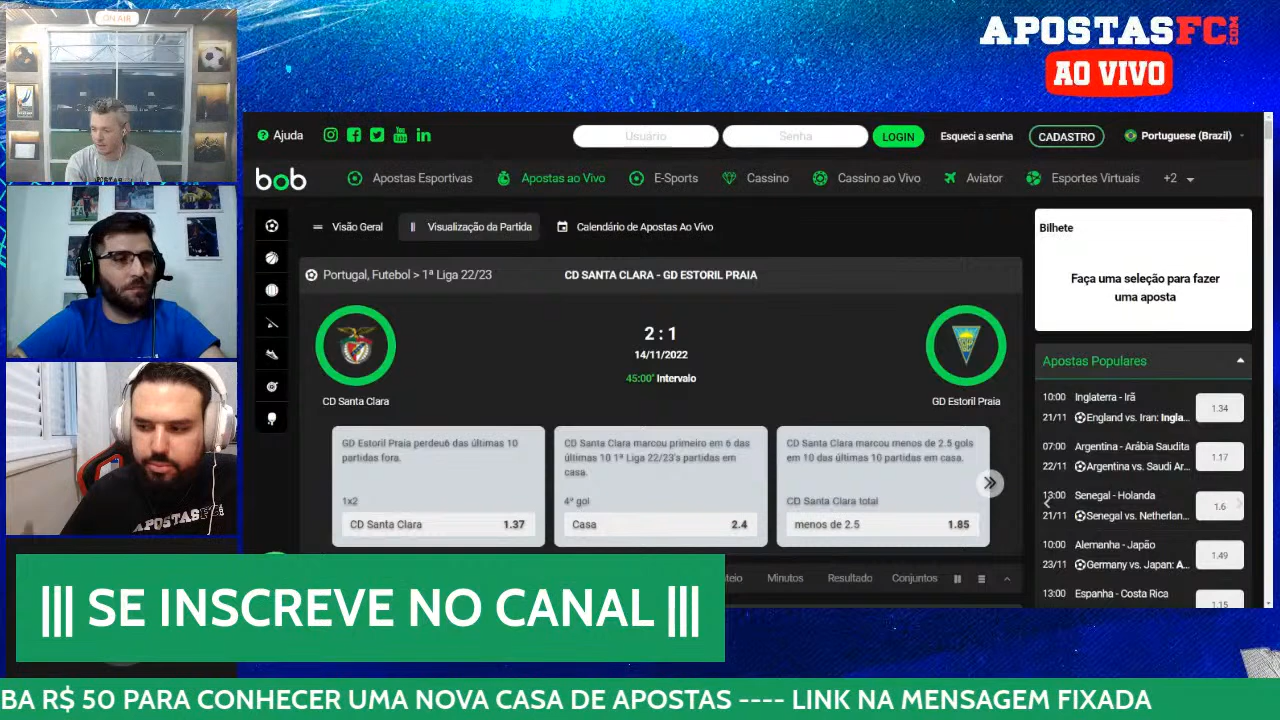 ON AIR
APOSTASFC.COM
AO VIVO
Ajuda
Usuário
Senha
LOGIN
Esqueci a senha
CADASTRO
Portuguese (Brazil)
bob
Apostas Esportivas
Apostas ao Vivo
E-Sports
Cassino
Cassino ao Vivo
Aviator
Esportes Virtuais
+2
Visão Geral
Visualização da Partida
Calendário de Apostas Ao Vivo
Portugal, Futebol > 1ª Liga 22/23
CD SANTA CLARA - GD ESTORIL PRAIA
2 : 1
14/11/2022
45:00" Intervalo
CD Santa Clara
GD Estoril Praia
GD Estoril Praia perdeu6 das últimas 10
partidas fora.
1x2
CD Santa Clara 1.37
CD Santa Clara marcou primeiro em 6 das
últimas 10 1ª Liga 22/23's partidas em
casa.
4º gol
Casa 2.4
CD Santa Clara marcou menos de 2.5 gols
em 10 das últimas 10 partidas em casa.
CD Santa Clara total
menos de 2.5 1.85
Minutos
Resultado
Conjuntos
Bilhete
Faça uma seleção para fazer
uma aposta
Apostas Populares
10:00 Inglaterra - Irã
21/11 England vs. Iran: Ingla... 1.34
07:00 Argentina - Arábia Saudita
22/11 Argentina vs. Saudi Ar... 1.17
13:00 Senegal - Holanda
21/11 Senegal vs. Netherlan... 1.6
10:00 Alemanha - Japão
23/11 Germany vs. Japan: A... 1.49
13:00 Espanha - Costa Rica
1.15
APOSTASFC
||| SE INSCREVE NO CANAL |||
BA R$ 50 PARA CONHECER UMA NOVA CASA DE APOSTAS ---- LINK NA MENSAGEM FIXADA